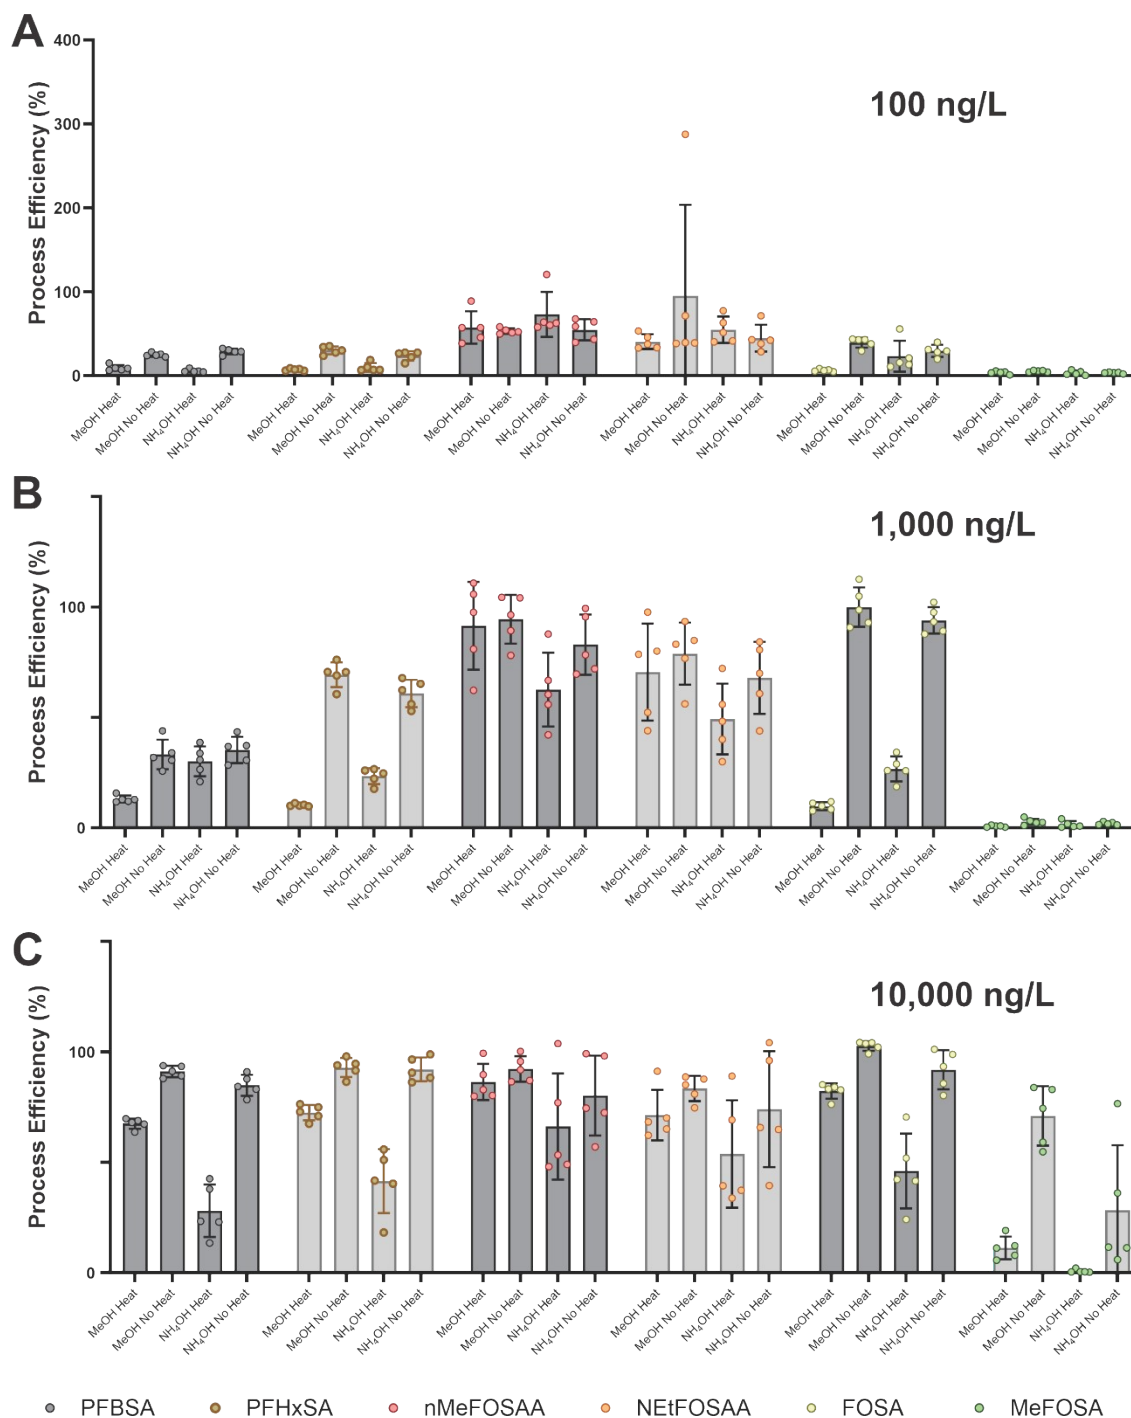 A
400
300
200
100
0
Process Efficiency (%)
100 ng/L
MeOH Heat
MeOH No Heat
NH₄OH Heat
NH₄OH No Heat
MeOH Heat
MeOH No Heat
NH₄OH Heat
NH₄OH No Heat
MeOH Heat
MeOH No Heat
NH₄OH Heat
NH₄OH No Heat
MeOH Heat
MeOH No Heat
NH₄OH Heat
NH₄OH No Heat
MeOH Heat
MeOH No Heat
NH₄OH Heat
NH₄OH No Heat
MeOH Heat
MeOH No Heat
NH₄OH Heat
NH₄OH No Heat
B
100
0
Process Efficiency (%)
1,000 ng/L
MeOH Heat
MeOH No Heat
NH₄OH Heat
NH₄OH No Heat
MeOH Heat
MeOH No Heat
NH₄OH Heat
NH₄OH No Heat
MeOH Heat
MeOH No Heat
NH₄OH Heat
NH₄OH No Heat
MeOH Heat
MeOH No Heat
NH₄OH Heat
NH₄OH No Heat
MeOH Heat
MeOH No Heat
NH₄OH Heat
NH₄OH No Heat
MeOH Heat
MeOH No Heat
NH₄OH Heat
NH₄OH No Heat
C
100
0
Process Efficiency (%)
10,000 ng/L
MeOH Heat
MeOH No Heat
NH₄OH Heat
NH₄OH No Heat
MeOH Heat
MeOH No Heat
NH₄OH Heat
NH₄OH No Heat
MeOH Heat
MeOH No Heat
NH₄OH Heat
NH₄OH No Heat
MeOH Heat
MeOH No Heat
NH₄OH Heat
NH₄OH No Heat
MeOH Heat
MeOH No Heat
NH₄OH Heat
NH₄OH No Heat
MeOH Heat
MeOH No Heat
NH₄OH Heat
NH₄OH No Heat
PFBSA PFHxSA nMeFOSAA NEtFOSAA FOSA MeFOSA